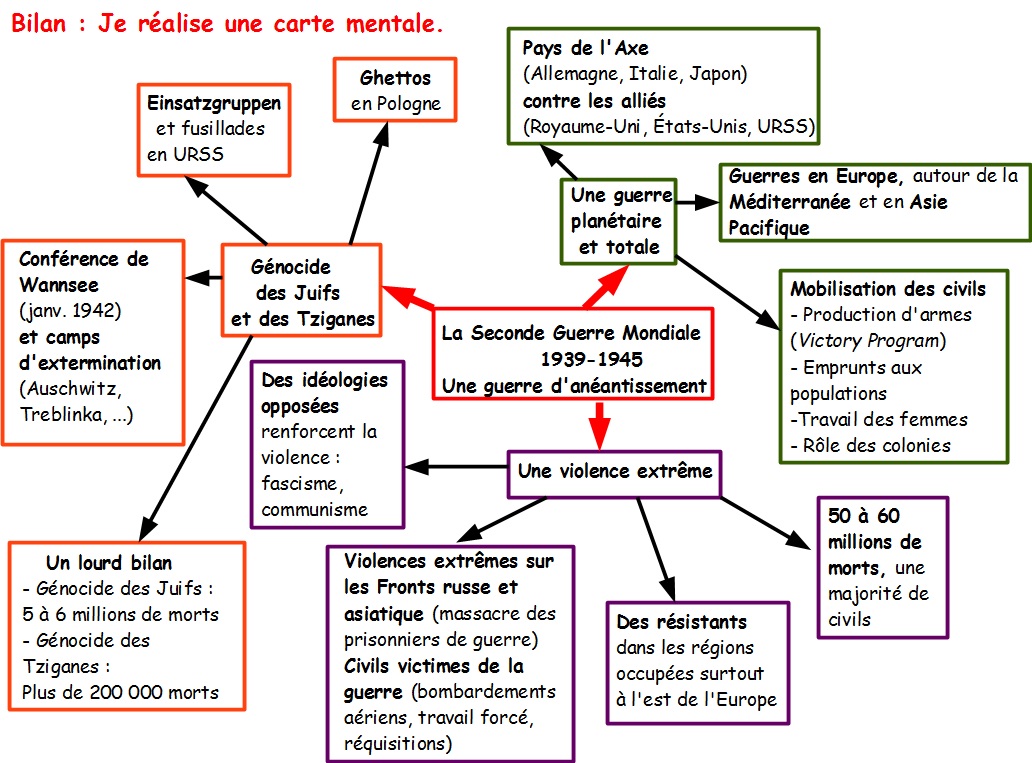 Bilan : Je réalise une carte mentale.
Ghettos
en Pologne
Einsatzgruppen
et fusillades
en URSS
Pays de l'Axe
(Allemagne, Italie, Japon)
contre les alliés
(Royaume-Uni, États-Unis, URSS)
Une guerre
planétaire
et totale
Guerres en Europe, autour de la
Méditerranée et en Asie
Pacifique
Mobilisation des civils
- Production d'armes
(Victory Program)
- Emprunts aux
populations
-Travail des femmes
- Rôle des colonies
Génocide
des Juifs
et des Tziganes
Conférence de
Wannsee
(janv. 1942)
et camps
d'extermination
(Auschwitz,
Treblinka, ...)
La Seconde Guerre Mondiale
1939-1945
Une guerre d'anéantissement
Des idéologies
opposées
renforcent la
violence :
fascisme,
communisme
Une violence extrême
Un lourd bilan
- Génocide des Juifs :
5 à 6 millions de morts
- Génocide des
Tziganes :
Plus de 200 000 morts
Violences extrêmes sur
les Fronts russe et
asiatique (massacre des
prisonniers de guerre)
Civils victimes de la
guerre (bombardements
aériens, travail forcé,
réquisitions)
Des résistants
dans les régions
occupées surtout
à l'est de l'Europe
50 à 60
millions de
morts, une
majorité de
civils